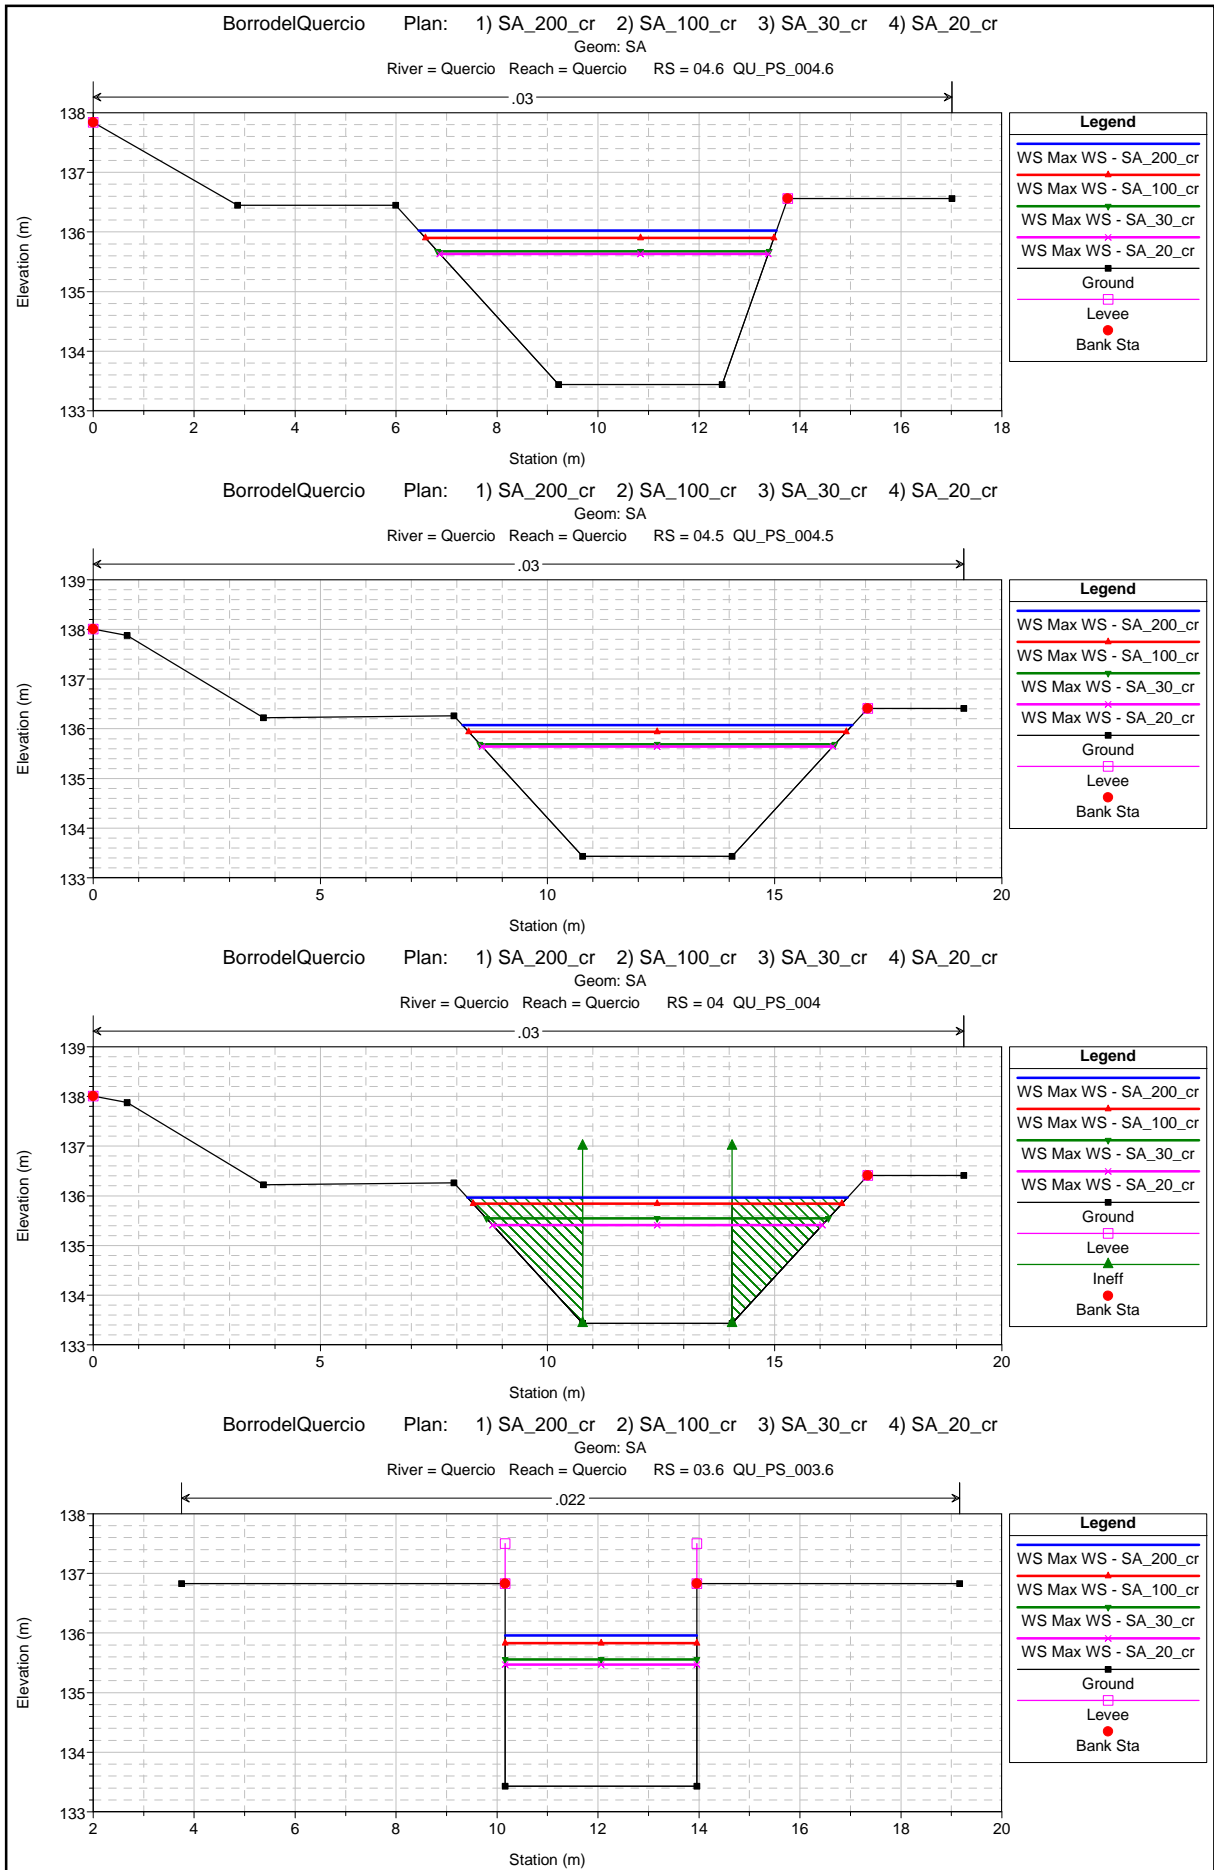 BorrodelQuercio Plan: 1) SA_200_cr 2) SA_100_cr 3) SA_30_cr 4) SA_20_cr
Geom: SA
River = Quercio Reach = Quercio RS = 04.6 QU_PS_004.6
.03
138
137
136
135
134
133
Elevation (m)
0 2 4 6 8 10 12 14 16 18
Station (m)
Legend
WS Max WS - SA_200_cr
WS Max WS - SA_100_cr
WS Max WS - SA_30_cr
WS Max WS - SA_20_cr
Ground
Levee
Bank Sta
BorrodelQuercio Plan: 1) SA_200_cr 2) SA_100_cr 3) SA_30_cr 4) SA_20_cr
Geom: SA
River = Quercio Reach = Quercio RS = 04.5 QU_PS_004.5
.03
139
138
137
136
135
134
133
Elevation (m)
0 5 10 15 20
Station (m)
Legend
WS Max WS - SA_200_cr
WS Max WS - SA_100_cr
WS Max WS - SA_30_cr
WS Max WS - SA_20_cr
Ground
Levee
Bank Sta
BorrodelQuercio Plan: 1) SA_200_cr 2) SA_100_cr 3) SA_30_cr 4) SA_20_cr
Geom: SA
River = Quercio Reach = Quercio RS = 04 QU_PS_004
.03
139
138
137
136
135
134
133
Elevation (m)
0 5 10 15 20
Station (m)
Legend
WS Max WS - SA_200_cr
WS Max WS - SA_100_cr
WS Max WS - SA_30_cr
WS Max WS - SA_20_cr
Ground
Levee
Ineff
Bank Sta
BorrodelQuercio Plan: 1) SA_200_cr 2) SA_100_cr 3) SA_30_cr 4) SA_20_cr
Geom: SA
River = Quercio Reach = Quercio RS = 03.6 QU_PS_003.6
.022
138
137
136
135
134
133
Elevation (m)
2 4 6 8 10 12 14 16 18 20
Station (m)
Legend
WS Max WS - SA_200_cr
WS Max WS - SA_100_cr
WS Max WS - SA_30_cr
WS Max WS - SA_20_cr
Ground
Levee
Bank Sta